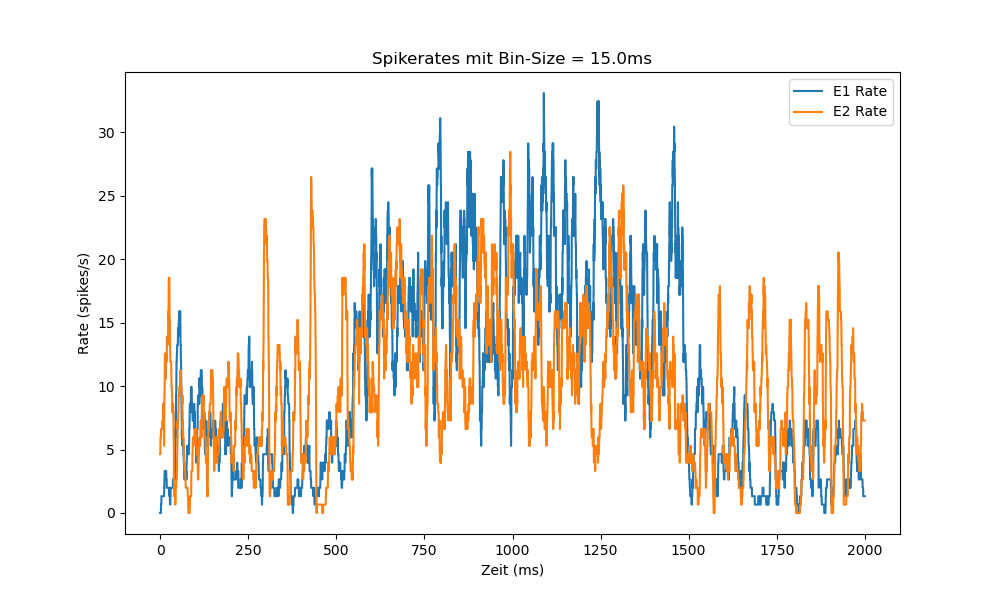 Spikerates mit Bin-Size = 15.0ms
E1 Rate
E2 Rate
30
25
20
15
10
5
0
Rate (spikes/s)
0 250 500 750 1000 1250 1500 1750 2000
Zeit (ms)